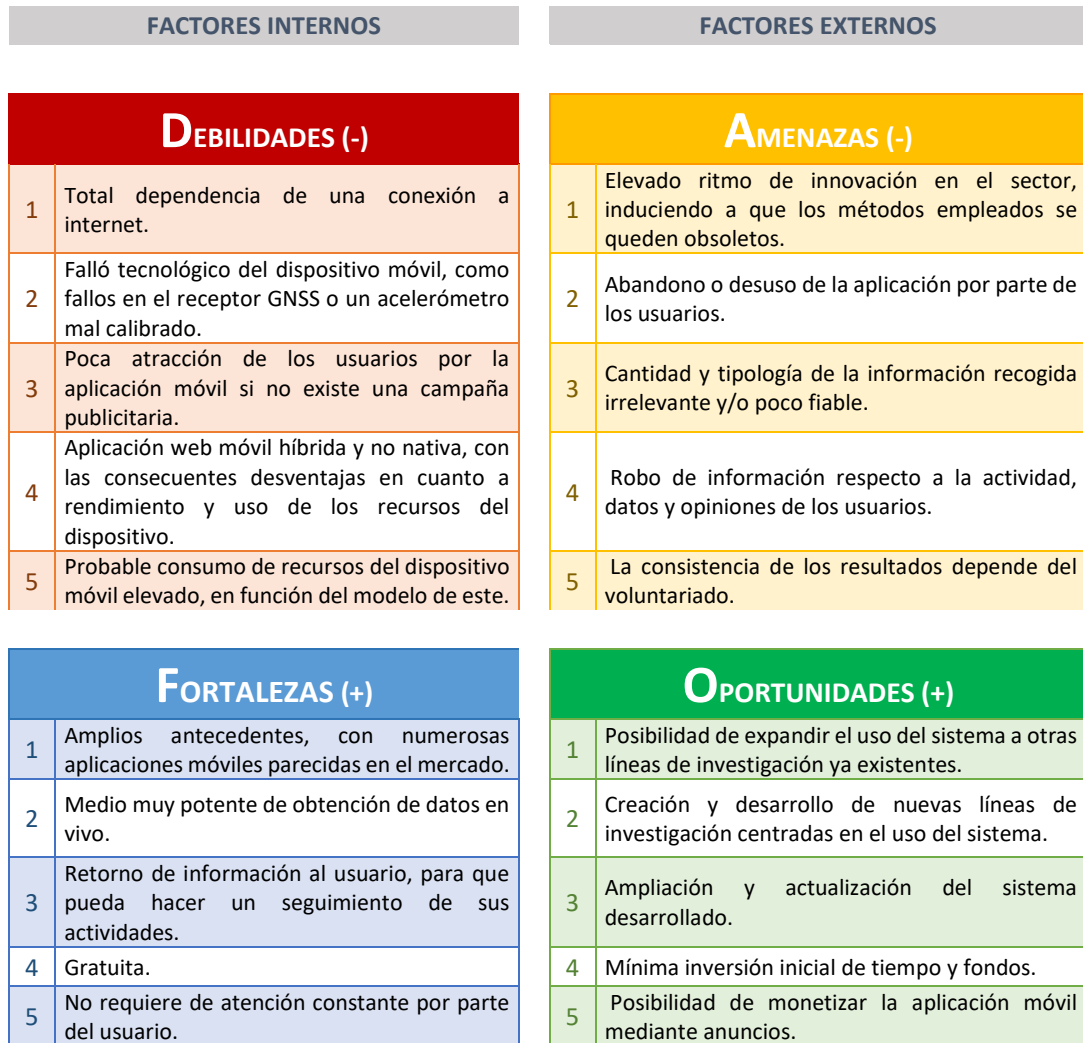 FACTORES INTERNOS
FACTORES EXTERNOS
DEBILIDADES (-)
1
Total dependencia de una conexión a
internet.
2
Falló tecnológico del dispositivo móvil, como
fallos en el receptor GNSS o un acelerómetro
mal calibrado.
3
Poca atracción de los usuarios por la
aplicación móvil si no existe una campaña
publicitaria.
4
Aplicación web móvil híbrida y no nativa, con
las consecuentes desventajas en cuanto a
rendimiento y uso de los recursos del
dispositivo.
5
Probable consumo de recursos del dispositivo
móvil elevado, en función del modelo de este.
AMENAZAS (-)
1
Elevado ritmo de innovación en el sector,
induciendo a que los métodos empleados se
queden obsoletos.
2
Abandono o desuso de la aplicación por parte de
los usuarios.
3
Cantidad y tipología de la información recogida
irrelevante y/o poco fiable.
4
Robo de información respecto a la actividad,
datos y opiniones de los usuarios.
5
La consistencia de los resultados depende del
voluntariado.
FORTALEZAS (+)
1
Amplios antecedentes, con numerosas
aplicaciones móviles parecidas en el mercado.
2
Medio muy potente de obtención de datos en
vivo.
3
Retorno de información al usuario, para que
pueda hacer un seguimiento de sus
actividades.
4
Gratuita.
5
No requiere de atención constante por parte
del usuario.
OPORTUNIDADES (+)
1
Posibilidad de expandir el uso del sistema a otras
líneas de investigación ya existentes.
2
Creación y desarrollo de nuevas líneas de
investigación centradas en el uso del sistema.
3
Ampliación y actualización del sistema
desarrollado.
4
Mínima inversión inicial de tiempo y fondos.
5
Posibilidad de monetizar la aplicación móvil
mediante anuncios.